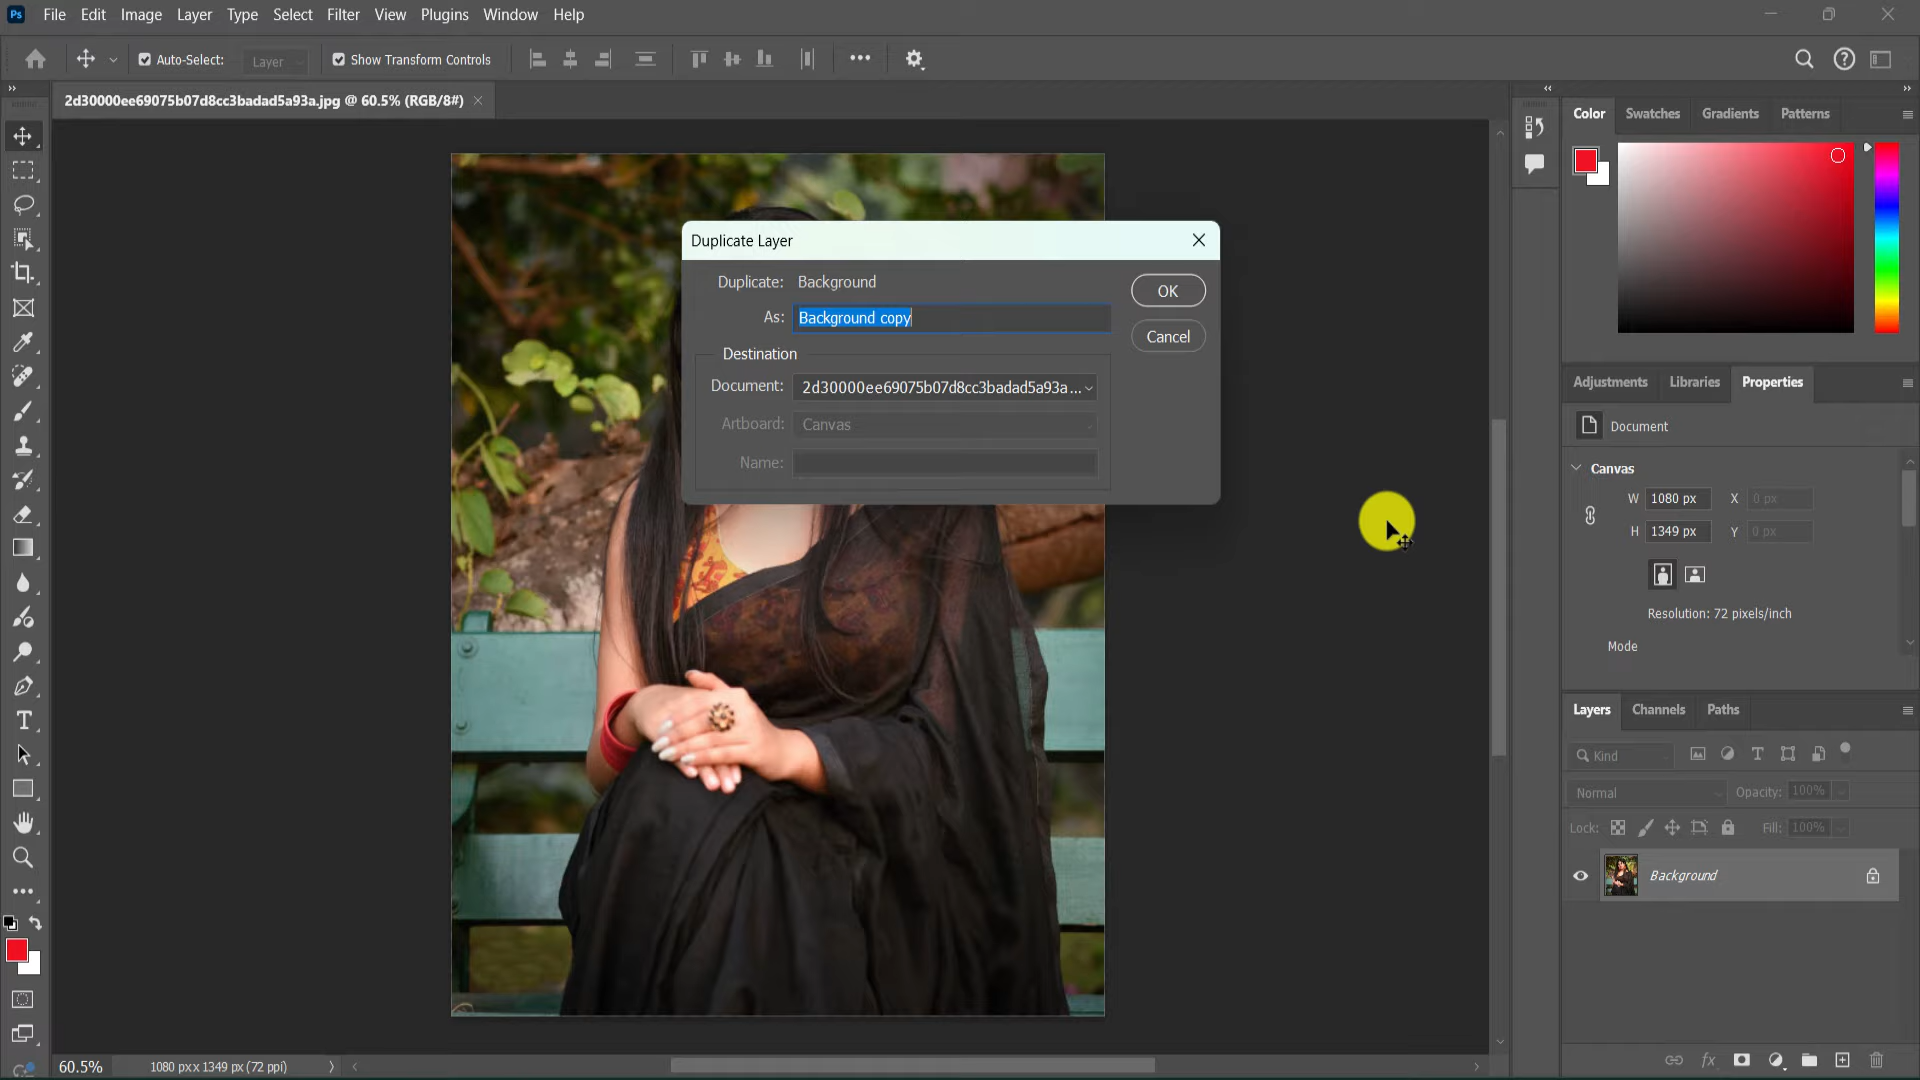 Ps File Edit Image Layer Type Select Filter View Plugins Window Help
Auto-Select: Layer Show Transform Controls
2d30000ee69075b07d8cc3badad5a93a.jpg @ 60.5% (RGB/8#)
Duplicate Layer
Duplicate: Background
As: Background copy
Destination
Document: 2d30000ee69075b07d8cc3badad5a93a...
Artboard: Canvas
Name:
OK
Cancel
Color Swatches Gradients Patterns
Adjustments Libraries Properties
Document
Canvas
W 1080 px X 0 px
H 1349 px Y 0 px
Resolution: 72 pixels/inch
Mode
Layers Channels Paths
Kind
Normal Opacity: 100%
Lock: Fill: 100%
Background
fx
60.5% 1080 px x 1349 px (72 ppi)